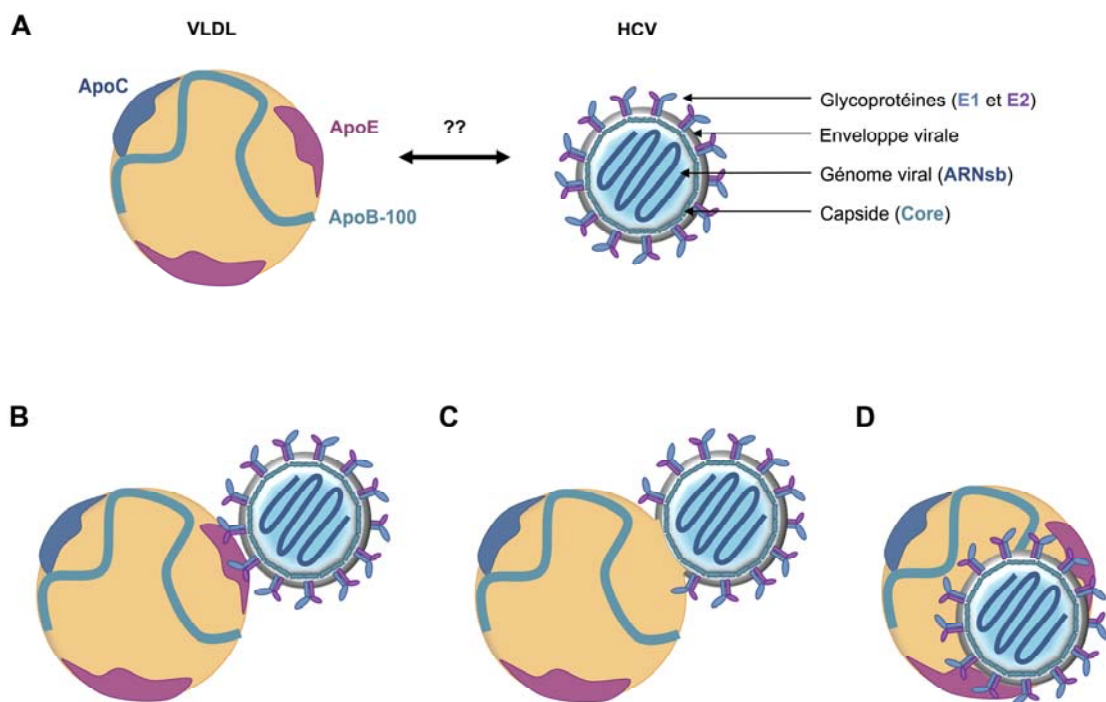 A
VLDL
HCV
ApoC
ApoE
ApoB-100
??
Glycoprotéines (E1 et E2)
Enveloppe virale
Génome viral (ARNsb)
Capside (Core)
B
C
D